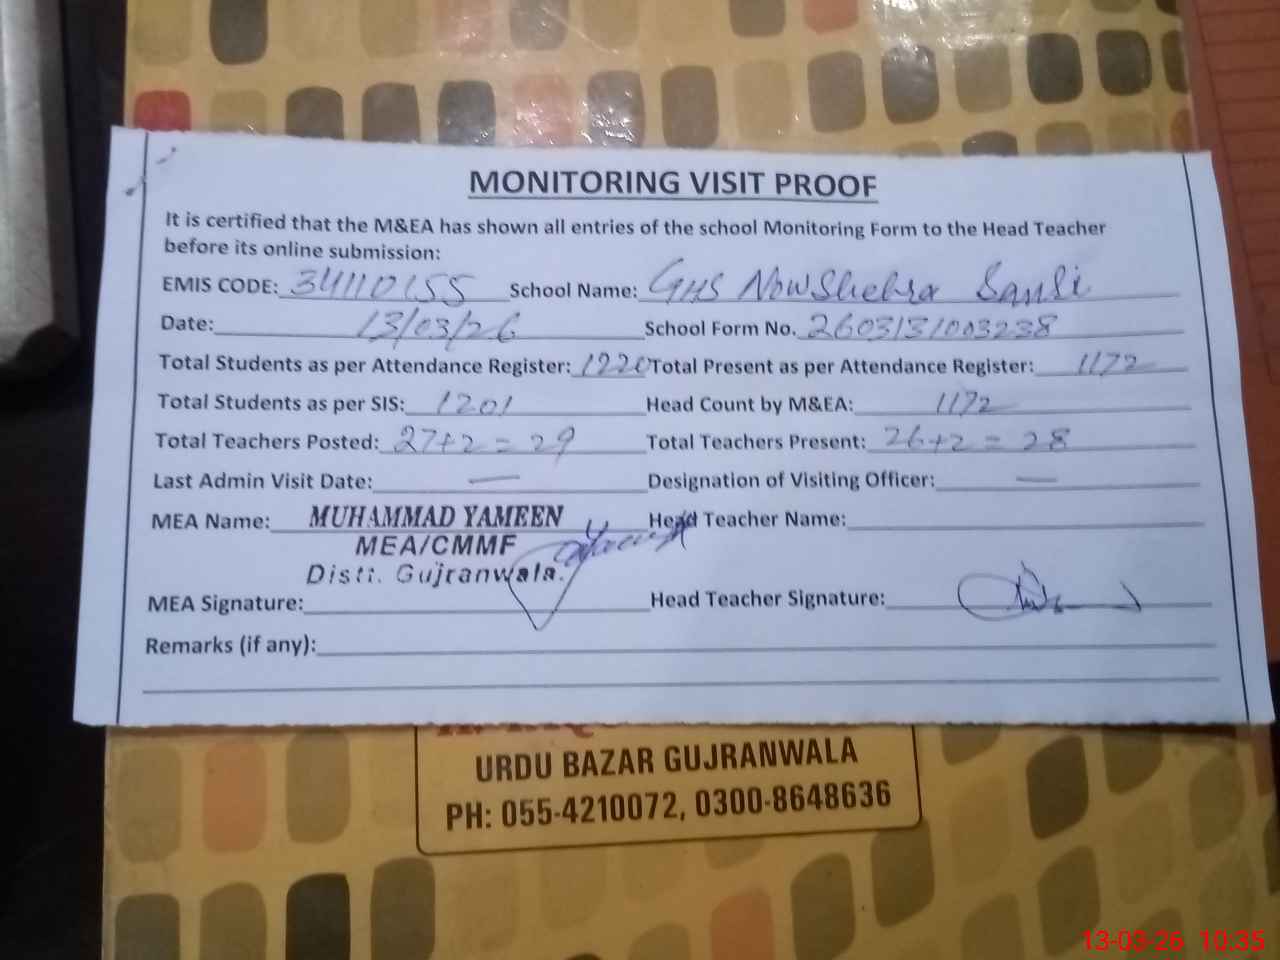 MONITORING VISIT PROOF
It is certified that the M&EA has shown all entries of the school Monitoring Form to the Head Teacher
before its online submission:
EMIS CODE: 34110155 School Name: GHS Nowshehra Sansi
Date: 13/03/26 School Form No. 260313/003238
Total Students as per Attendance Register: 1220 Total Present as per Attendance Register: 1172
Total Students as per SIS: 1201 Head Count by M&EA: 1172
Total Teachers Posted: 27+2=29 Total Teachers Present: 26+2=28
Last Admin Visit Date: — Designation of Visiting Officer: —
MEA Name: MUHAMMAD YAMEEN Head Teacher Name:
MEA/CMMF
Distt. Gujranwala.
MEA Signature: Head Teacher Signature:
Remarks (if any):
URDU BAZAR GUJRANWALA
PH: 055-4210072, 0300-8648636
13-03-26 10:35